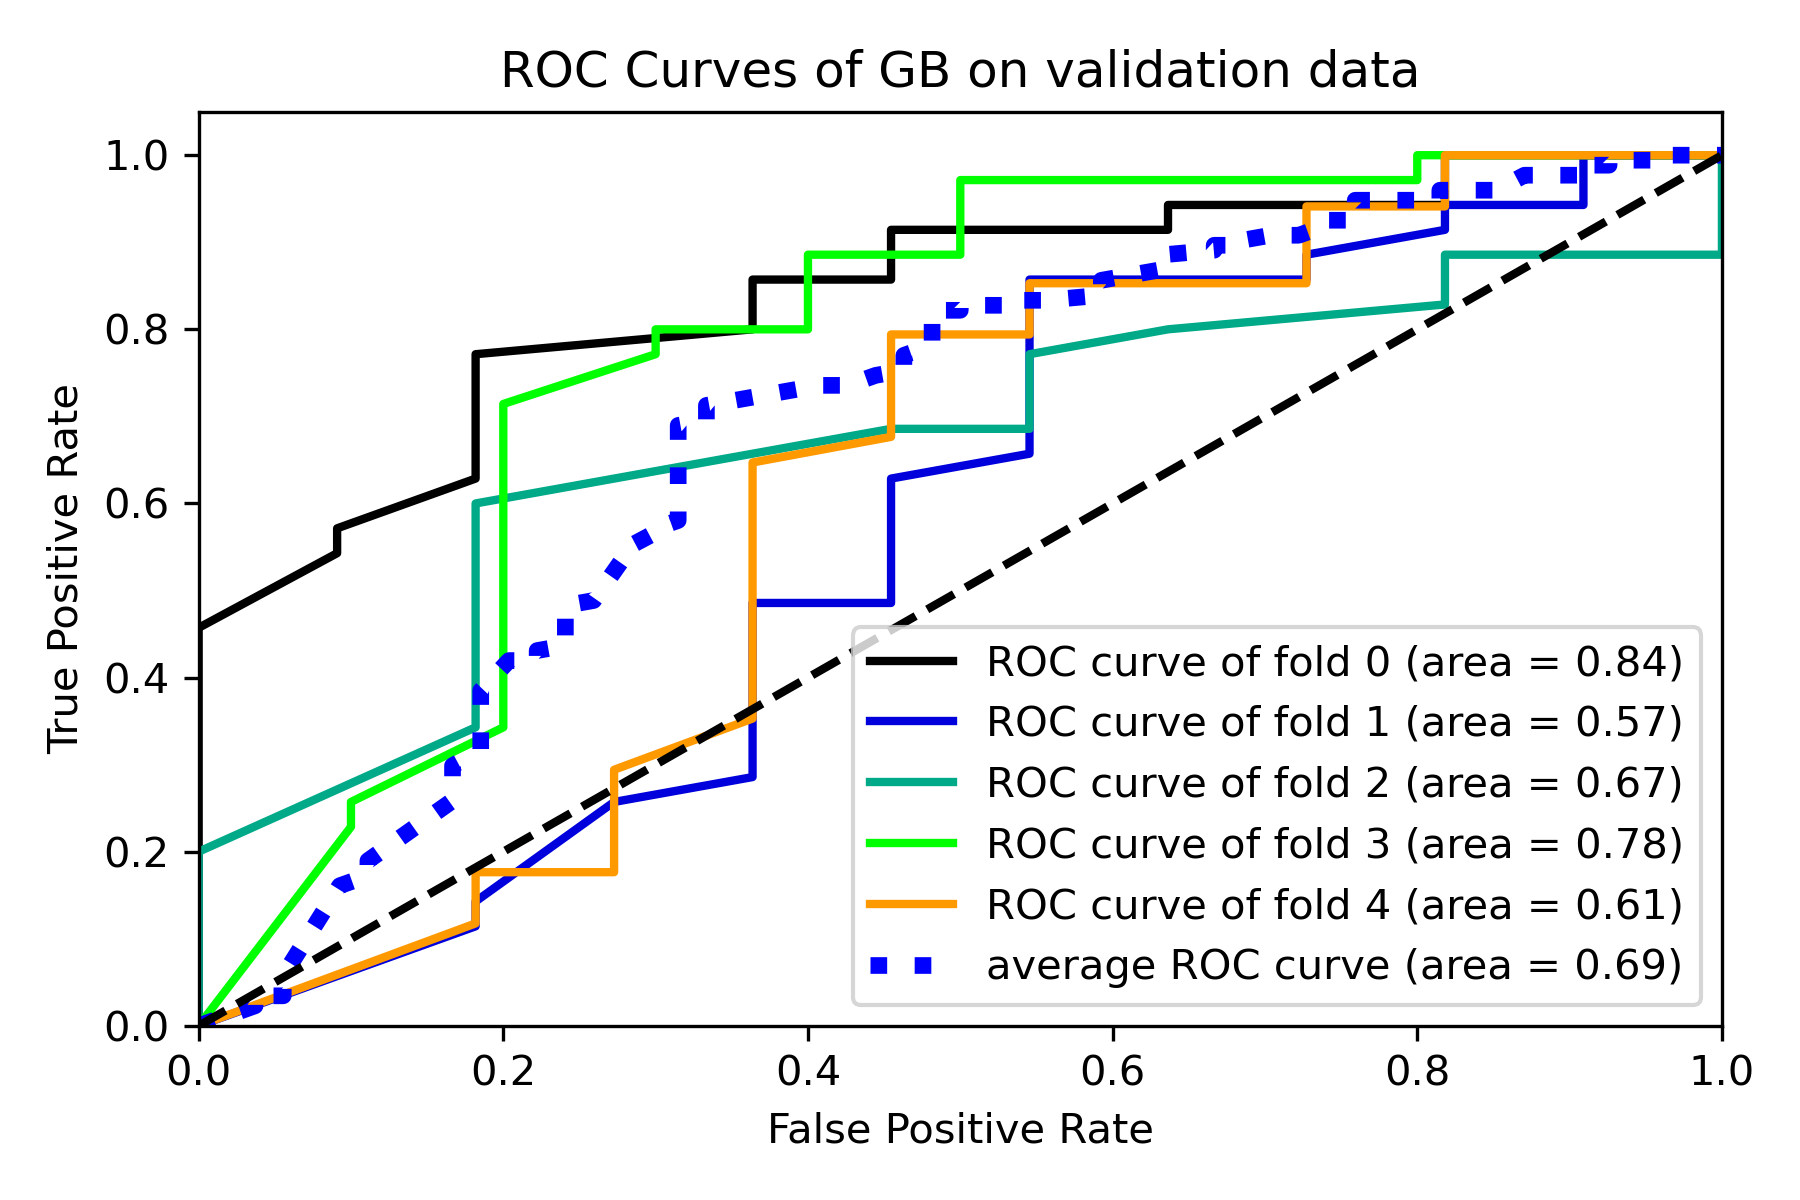 ROC Curves of GB on validation data
True Positive Rate
1.0
0.8
0.6
0.4
0.2
0.0
ROC curve of fold 0 (area = 0.84)
ROC curve of fold 1 (area = 0.57)
ROC curve of fold 2 (area = 0.67)
ROC curve of fold 3 (area = 0.78)
ROC curve of fold 4 (area = 0.61)
average ROC curve (area = 0.69)
0.0 0.2 0.4 0.6 0.8 1.0
False Positive Rate